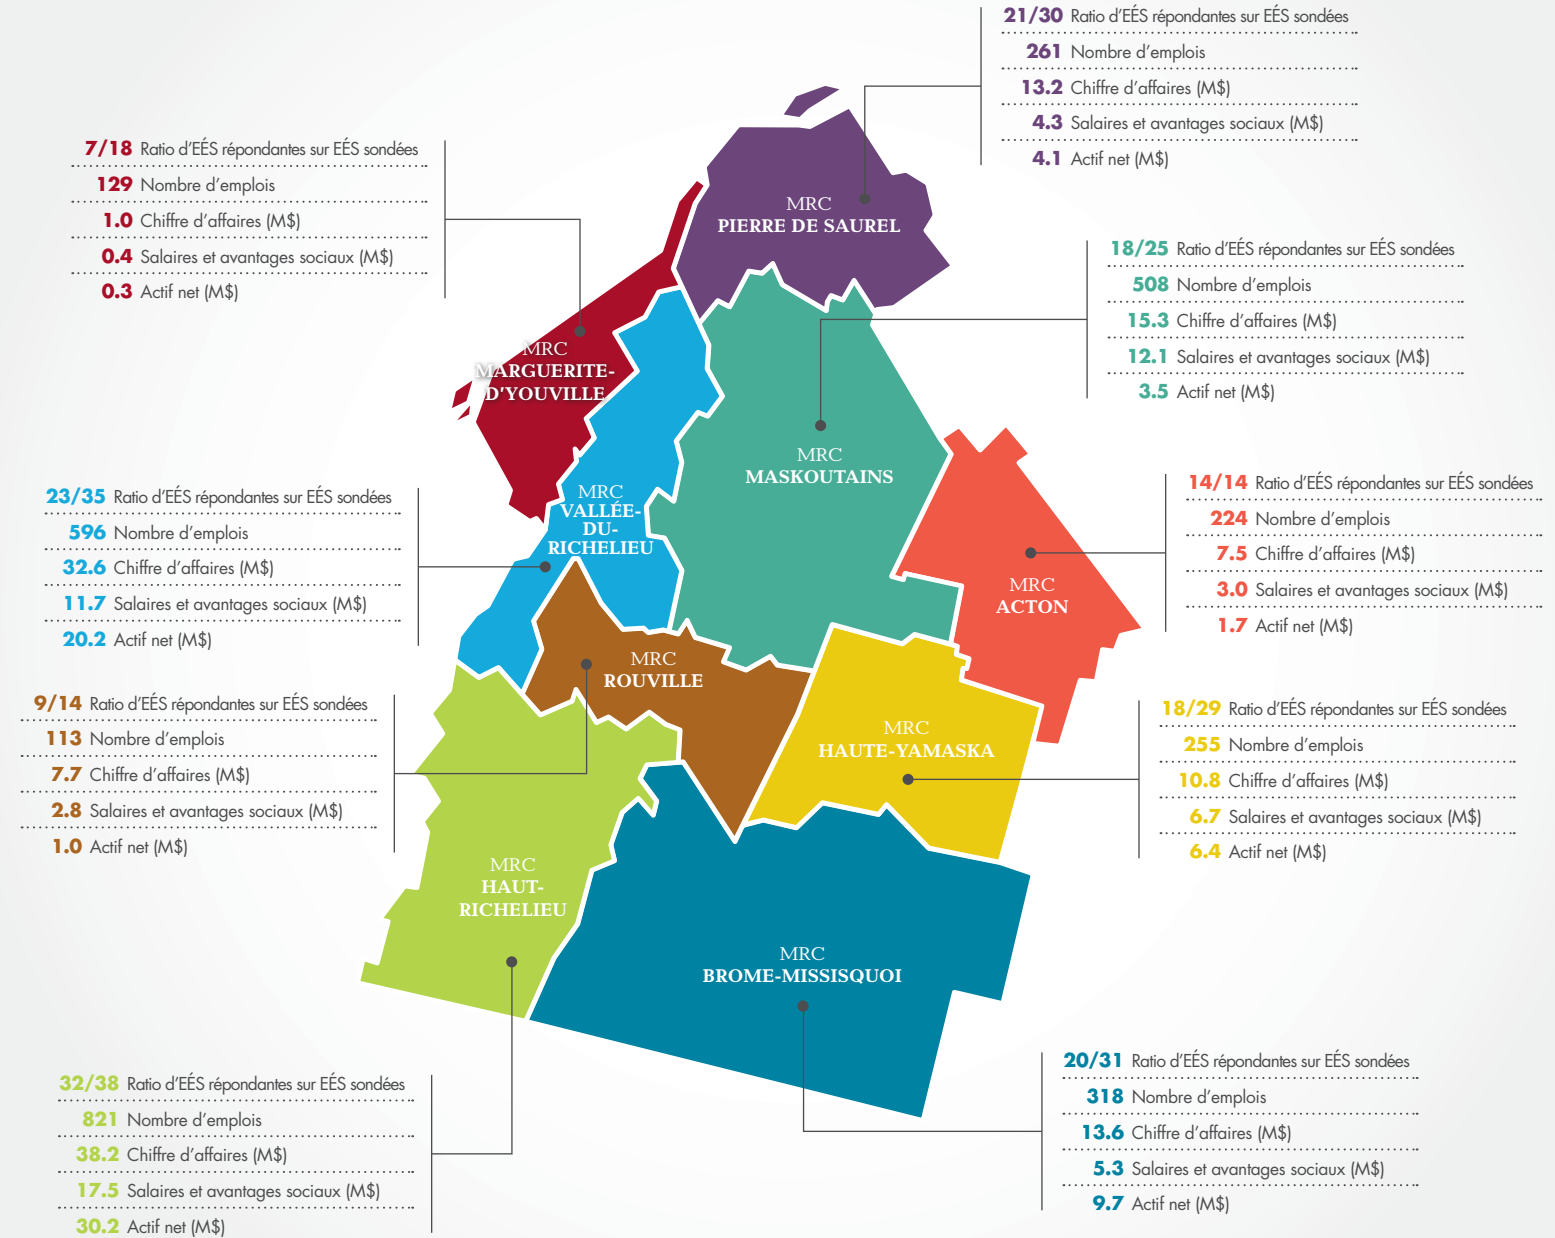 21/30 Ratio d'EÉS répondantes sur EÉS sondées
261 Nombre d'emplois
13.2 Chiffre d'affaires (M$)
4.3 Salaires et avantages sociaux (M$)
4.1 Actif net (M$)
7/18 Ratio d'EÉS répondantes sur EÉS sondées
129 Nombre d'emplois
1.0 Chiffre d'affaires (M$)
0.4 Salaires et avantages sociaux (M$)
0.3 Actif net (M$)
MRC
PIERRE DE SAUREL
18/25 Ratio d'EÉS répondantes sur EÉS sondées
508 Nombre d'emplois
15.3 Chiffre d'affaires (M$)
12.1 Salaires et avantages sociaux (M$)
3.5 Actif net (M$)
MRC
MARGUERITE-
D'YOUVILLE
MRC
MASKOUTAINS
23/35 Ratio d'EÉS répondantes sur EÉS sondées
596 Nombre d'emplois
32.6 Chiffre d'affaires (M$)
11.7 Salaires et avantages sociaux (M$)
20.2 Actif net (M$)
MRC
VALLÉE-
DU-
RICHELIEU
14/14 Ratio d'EÉS répondantes sur EÉS sondées
224 Nombre d'emplois
7.5 Chiffre d'affaires (M$)
3.0 Salaires et avantages sociaux (M$)
1.7 Actif net (M$)
MRC
ACTON
9/14 Ratio d'EÉS répondantes sur EÉS sondées
113 Nombre d'emplois
7.7 Chiffre d'affaires (M$)
2.8 Salaires et avantages sociaux (M$)
1.0 Actif net (M$)
MRC
ROUVILLE
MRC
HAUTE-YAMASKA
18/29 Ratio d'EÉS répondantes sur EÉS sondées
255 Nombre d'emplois
10.8 Chiffre d'affaires (M$)
6.7 Salaires et avantages sociaux (M$)
6.4 Actif net (M$)
MRC
HAUT-
RICHELIEU
MRC
BROME-MISSISQUOI
32/38 Ratio d'EÉS répondantes sur EÉS sondées
821 Nombre d'emplois
38.2 Chiffre d'affaires (M$)
17.5 Salaires et avantages sociaux (M$)
30.2 Actif net (M$)
20/31 Ratio d'EÉS répondantes sur EÉS sondées
318 Nombre d'emplois
13.6 Chiffre d'affaires (M$)
5.3 Salaires et avantages sociaux (M$)
9.7 Actif net (M$)